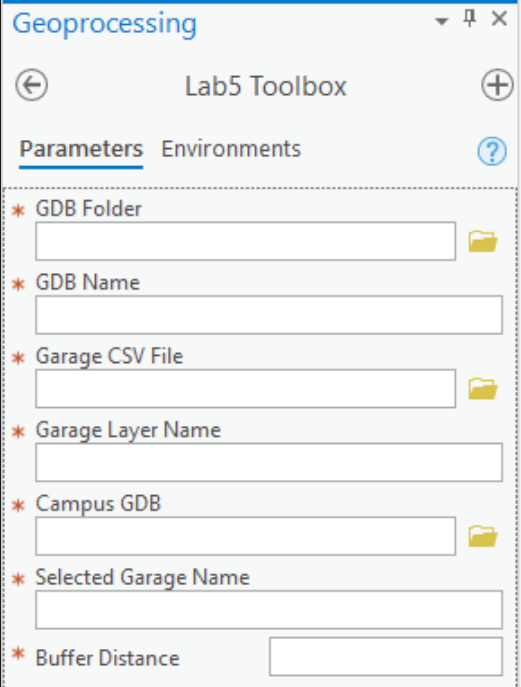 Geoprocessing
Lab5 Toolbox
Parameters Environments
* GDB Folder
* GDB Name
* Garage CSV File
* Garage Layer Name
* Campus GDB
* Selected Garage Name
* Buffer Distance